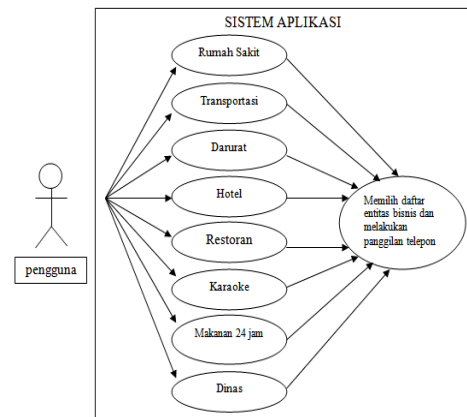 SISTEM APLIKASI
Rumah Sakit
Transportasi
Darurat
Hotel
Restoran
Karaoke
Makanan 24 jam
Dinas
pengguna
Memilih daftar
entitas bisnis dan
melakukan
panggilan telepon